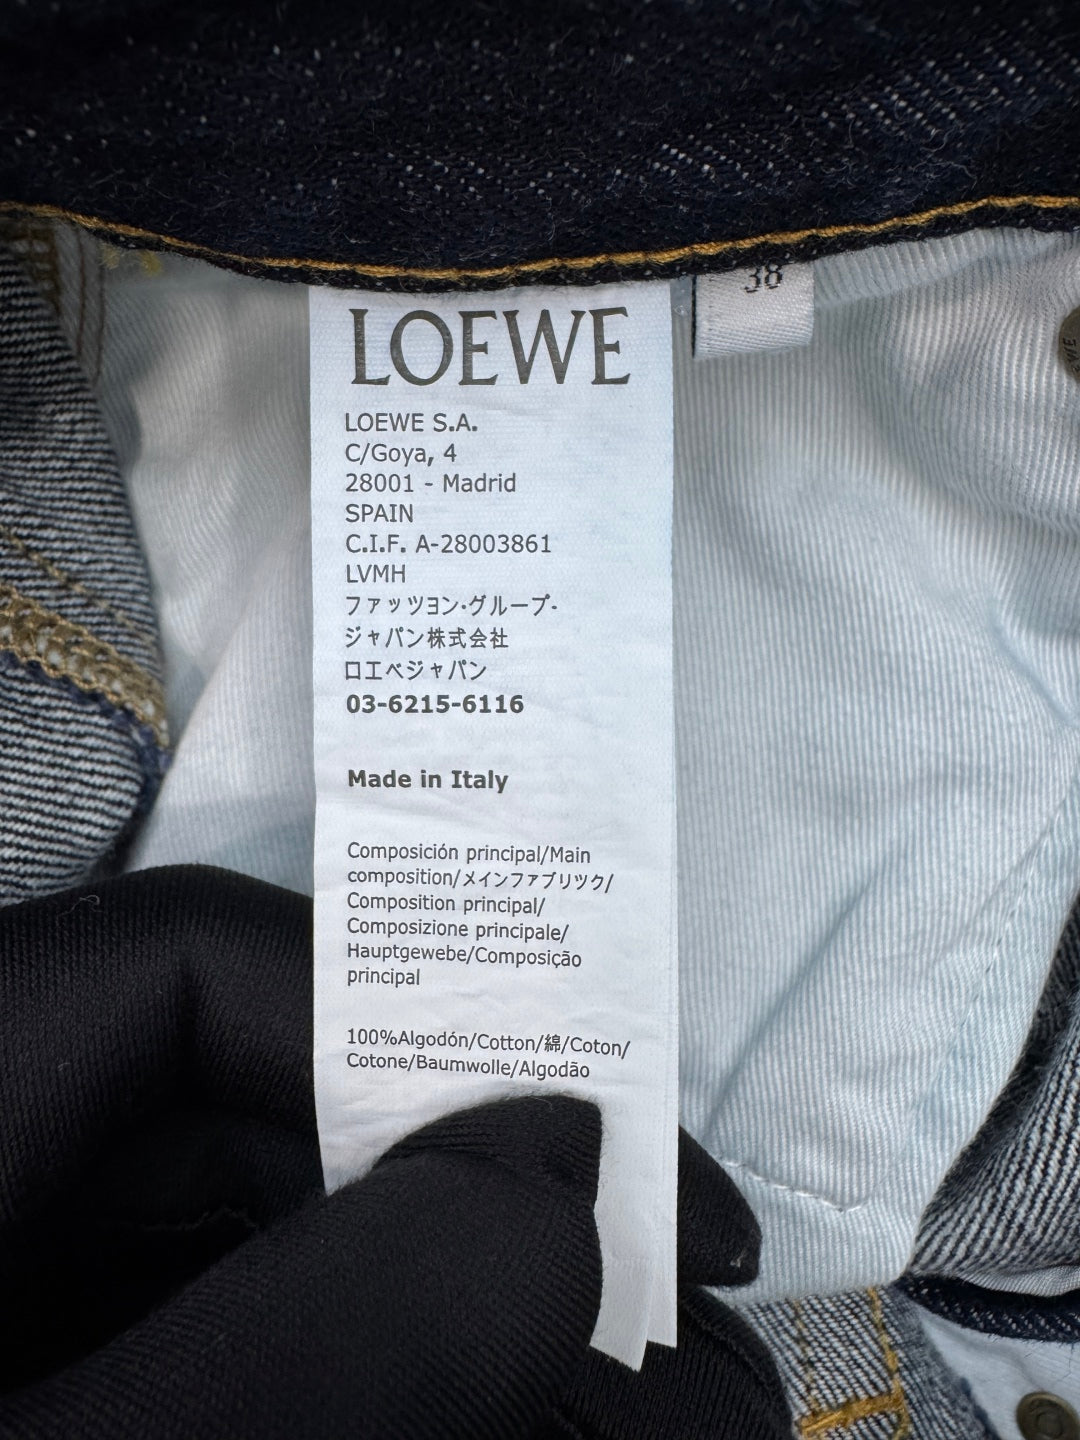 38
LOEWE
LOEWE S.A.
C/Goya, 4
28001 - Madrid
SPAIN
C.I.F. A-28003861
LVMH
ファッツヨン·グループ-
ジャパン株式会社
ロエベジャパン
03-6215-6116
Made in Italy
Composición principal/Main
composition/メインファブリツク/
Composition principal/
Composizione principale/
Hauptgewebe/Composição
principal
100%Algodón/Cotton/綿/Coton/
Cotone/Baumwolle/Algodão